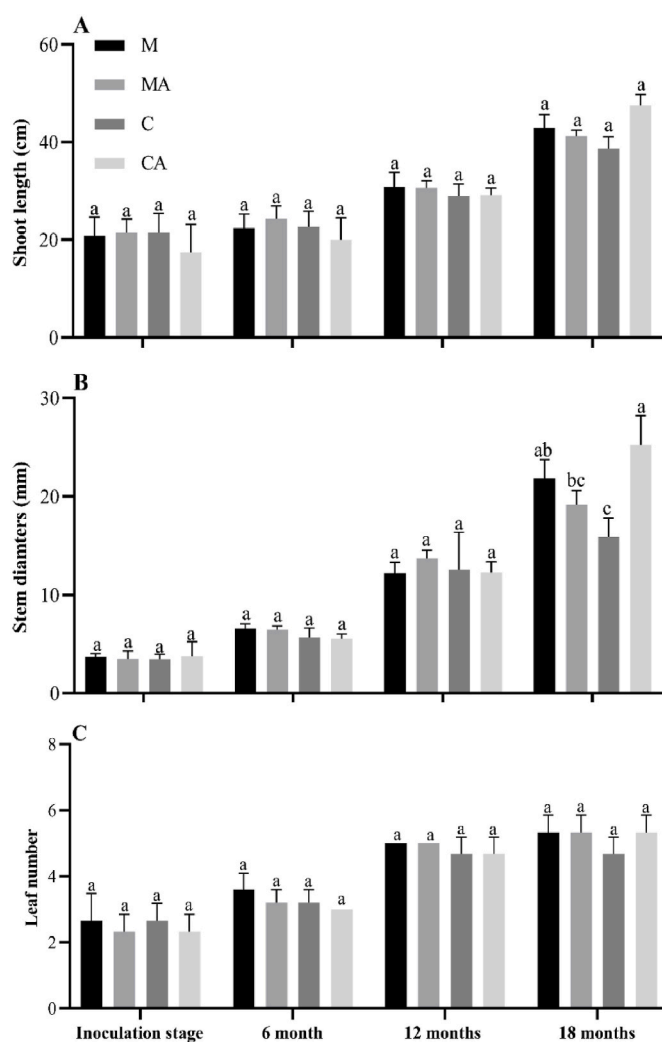 A
M
MA
C
CA
Shoot length (cm)
60
40
20
0
a a a a
a a a a
a a a a
a a a a
B
Stem diamters (mm)
30
20
10
0
a a a a
a a a a
a a a a
ab bc c a
C
Leaf number
8
6
4
2
0
a a a a
a a a a
a a a a
a a a a
Inoculation stage 6 month 12 months 18 months